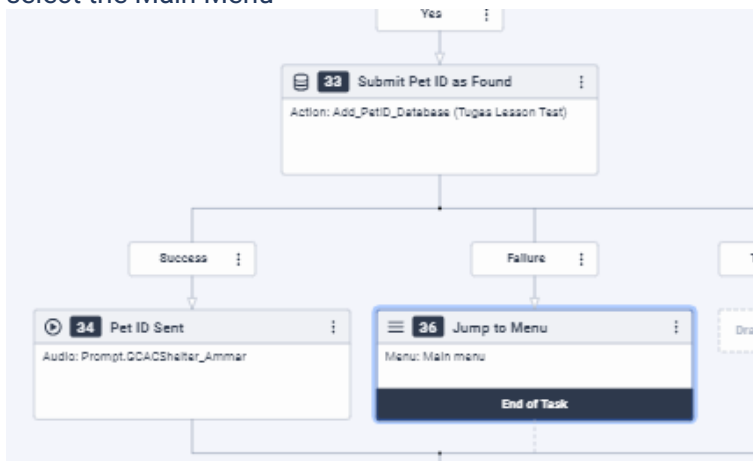 select the Main Menu
Yes
33 Submit Pet ID as Found
Action: Add_PetID_Database (Tugas Lesson Test)
Success
Failure
34 Pet ID Sent
Audio: Prompt.GCACShelter_Ammar
36 Jump to Menu
Menu: Main menu
End of Task